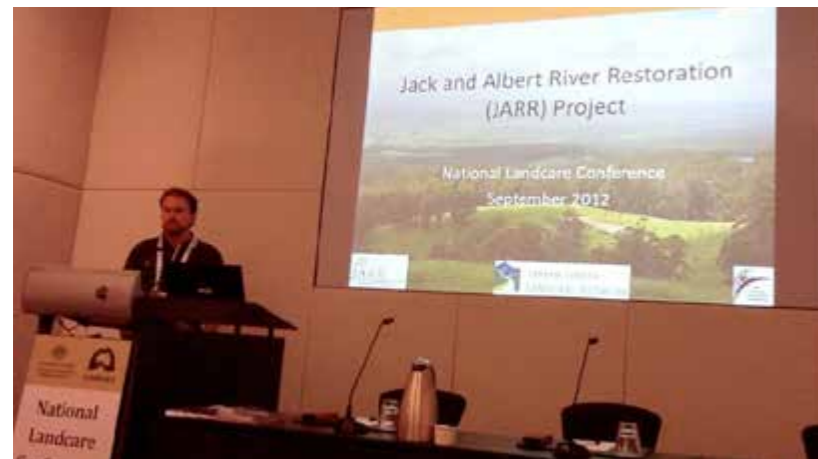 Jack and Albert River Restoration
(JARR) Project
National Landcare Conference
September 2012
National
Landcare